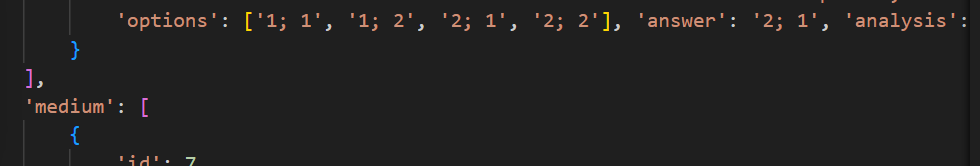 'options': ['1; 1', '1; 2', '2; 1', '2; 2'], 'answer': '2; 1', 'analysis':
}
],
'medium': [
{
'id': 7